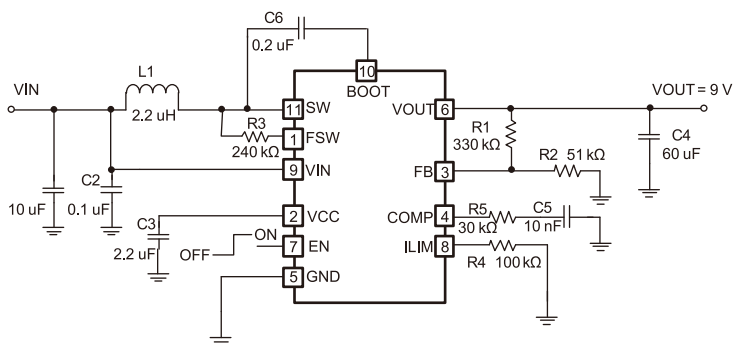 C6
0.2 uF
10
BOOT
VIN
L1
2.2 uH
VOUT = 9 V
11 SW
VOUT 6
R3
240 kΩ
1 FSW
R1
330 kΩ
C4
60 uF
9 VIN
FB 3
R2 51 kΩ
10 uF
C2
0.1 uF
C3
2.2 uF
2 VCC
COMP 4
R5
30 kΩ
C5
10 nF
ON
OFF
7 EN
ILIM 8
R4 100 kΩ
5 GND